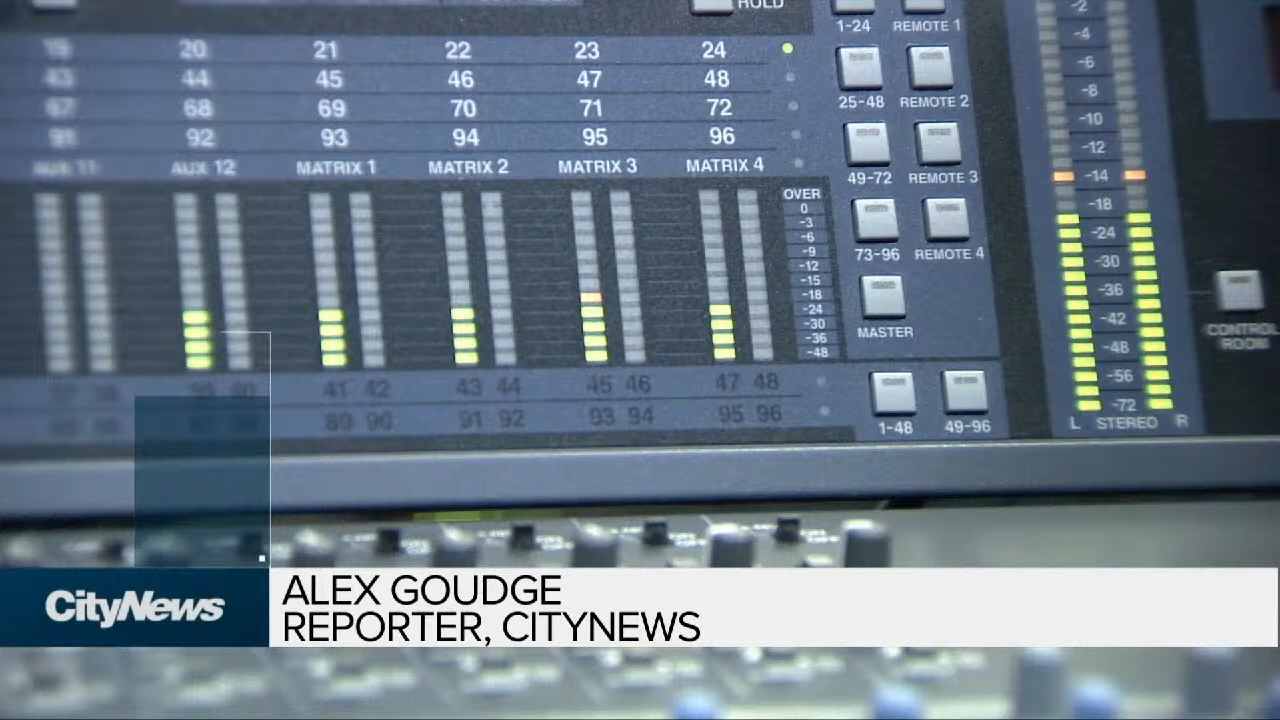 HOLD
1-24 REMOTE 1
19 20 21 22 23 24
43 44 45 46 47 48
67 68 69 70 71 72
91 92 93 94 95 96
AUX 11 AUX 12 MATRIX 1 MATRIX 2 MATRIX 3 MATRIX 4
OVER
0
-3
-6
-9
-12
-15
-18
-24
-30
-36
-48
41 42 43 44 45 46 47 48
89 90 91 92 93 94 95 96
25-48 REMOTE 2
49-72 REMOTE 3
73-96 REMOTE 4
MASTER
1-48 49-96
-2
-4
-6
-8
-10
-12
-14
-18
-24
-30
-36
-42
-48
-56
-72
L STEREO R
CONTROL
ROOM
CityNews
ALEX GOUDGE
REPORTER, CITYNEWS